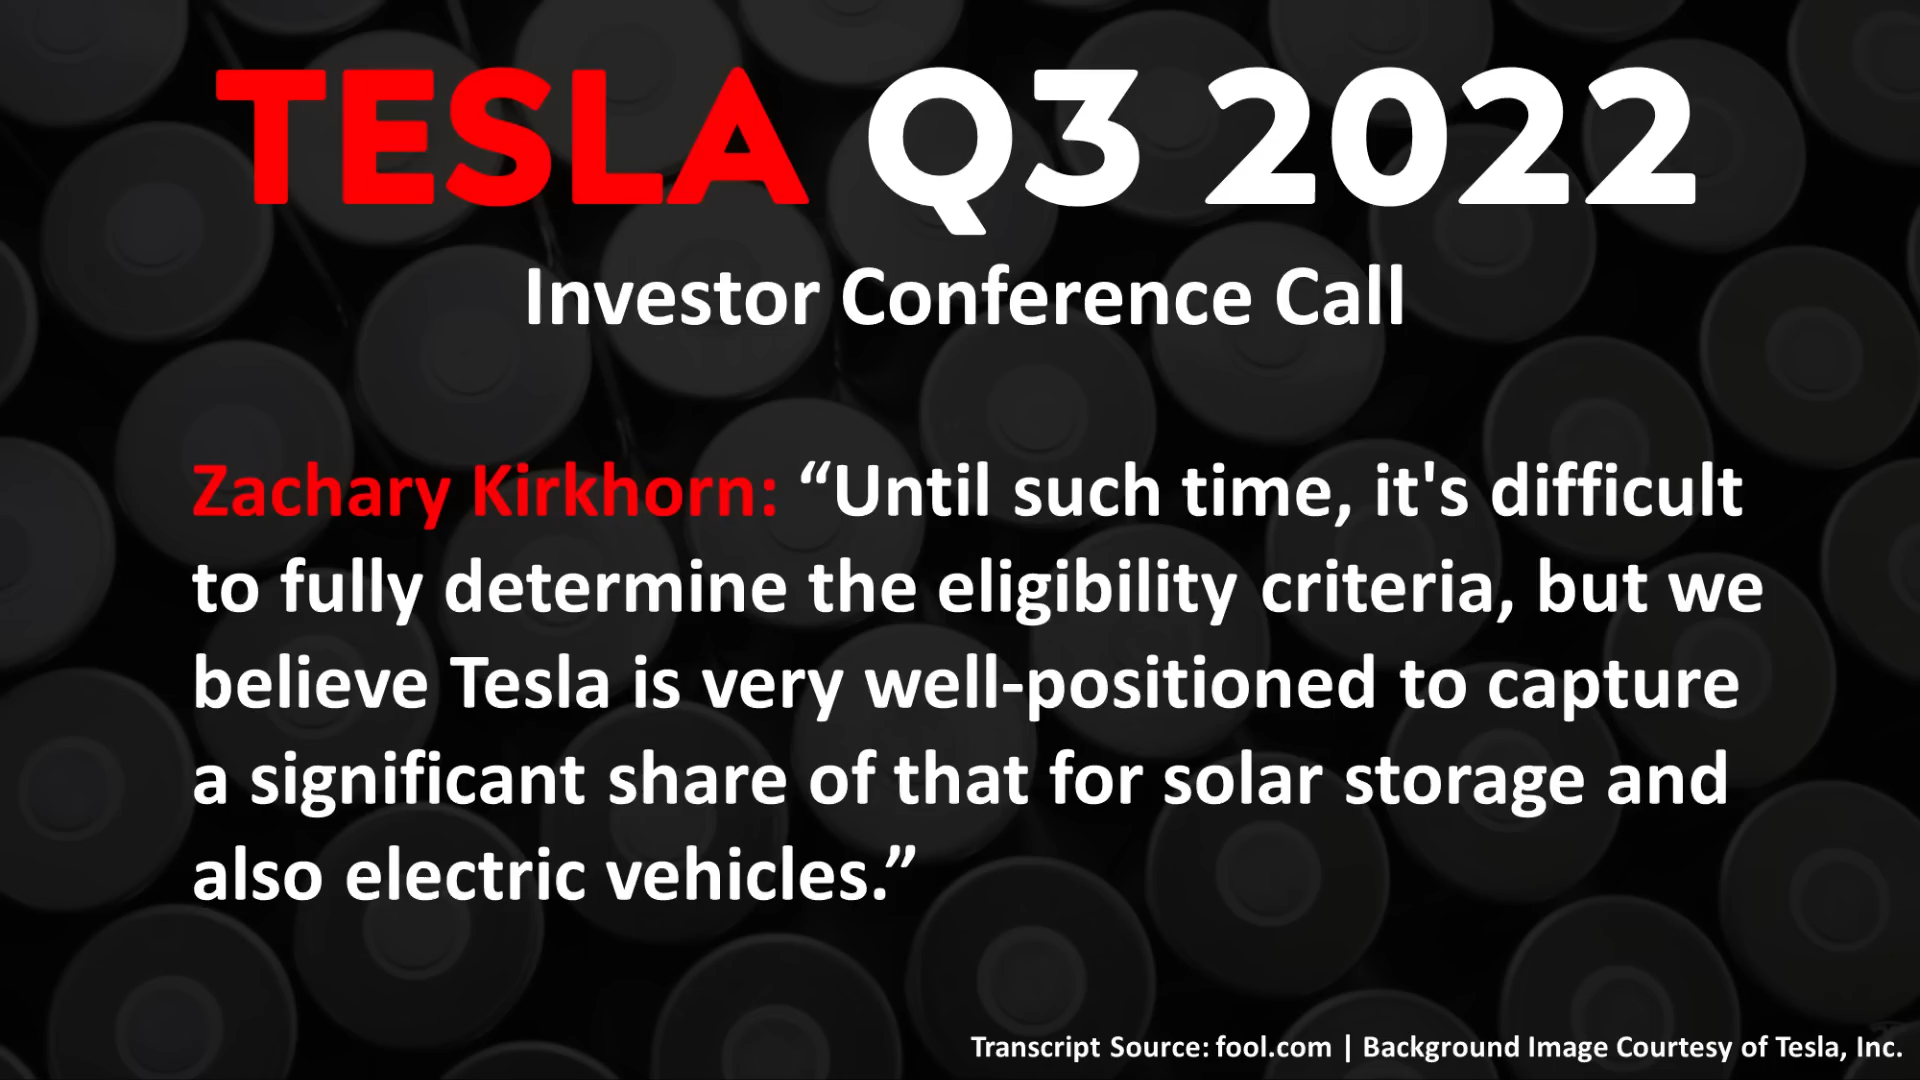 TESLA Q3 2022
Investor Conference Call
Zachary Kirkhorn: “Until such time, it's difficult
to fully determine the eligibility criteria, but we
believe Tesla is very well-positioned to capture
a significant share of that for solar storage and
also electric vehicles.”
Transcript Source: fool.com | Background Image Courtesy of Tesla, Inc.